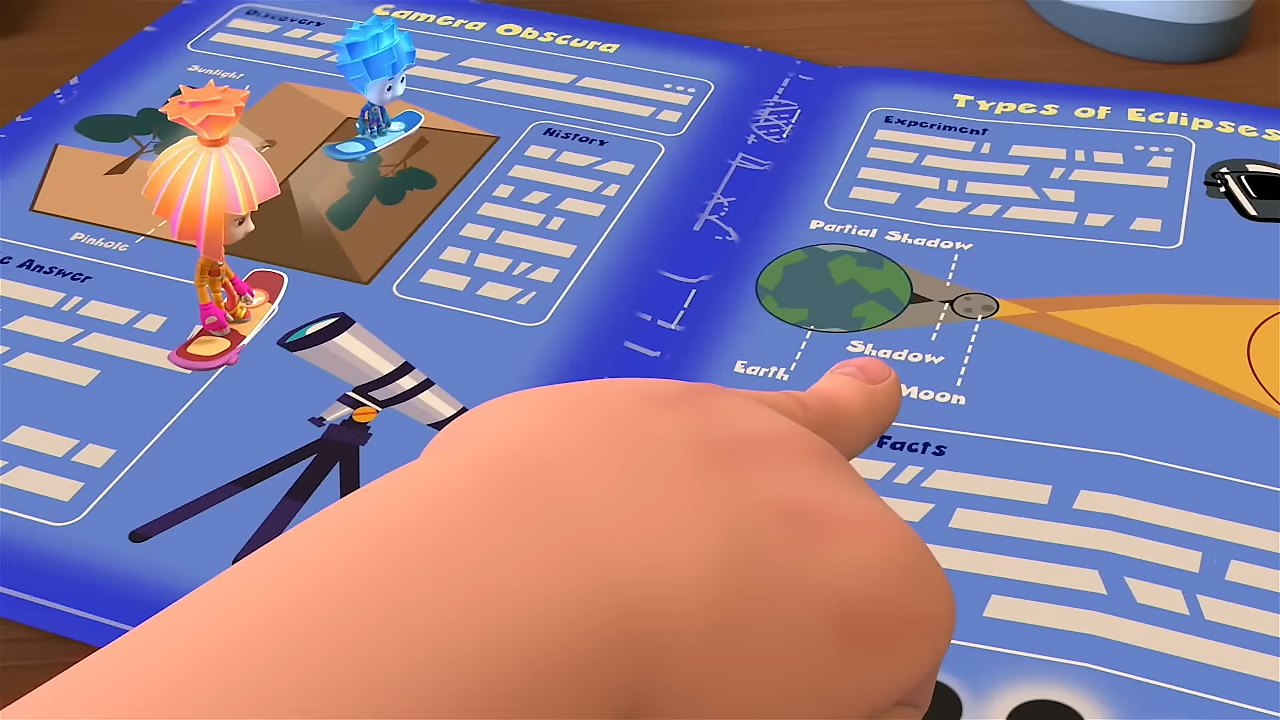 Camera Obscura
Discovery
Sunlight
History
Pinhole
Answer
Types of Eclipses
Experiment
Partial Shadow
Shadow
Earth
Moon
Facts